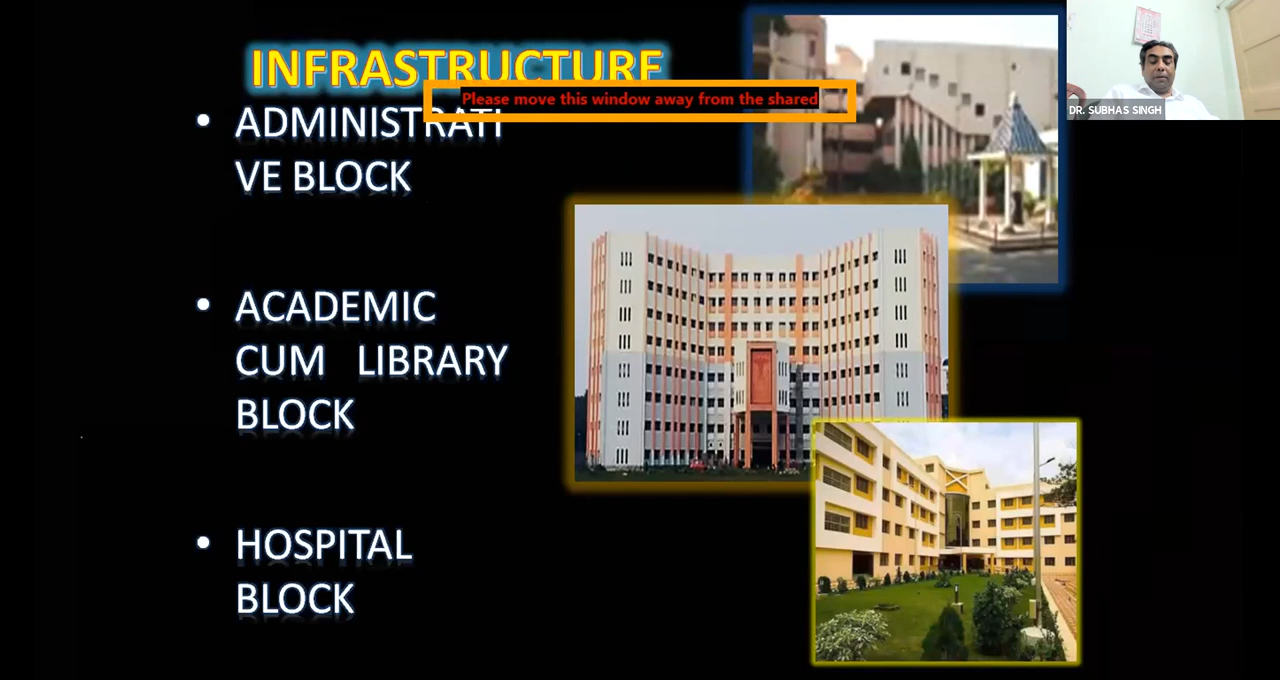 INFRASTRUCTURE
Please move this window away from the shared
• ADMINISTRATI
VE BLOCK
• ACADEMIC
CUM LIBRARY
BLOCK
• HOSPITAL
BLOCK
DR. SUBHAS SINGH